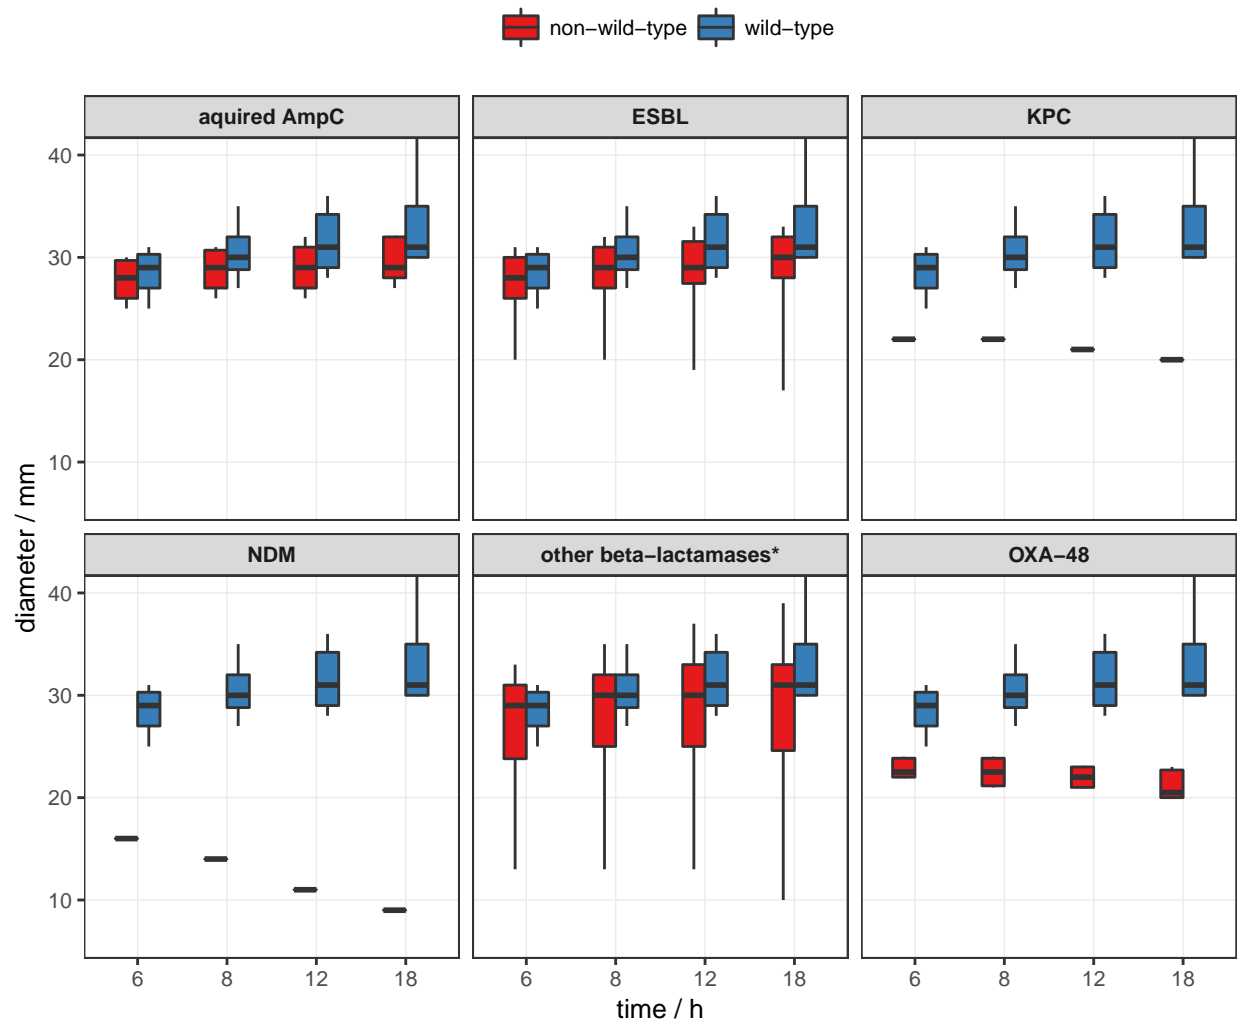 non−wild−type wild−type
aquired AmpC ESBL KPC
40
30
20
10
diameter / mm
NDM other beta−lactamases* OXA−48
40
30
20
10
6 8 12 18 6 8 12 18 6 8 12 18
time / h